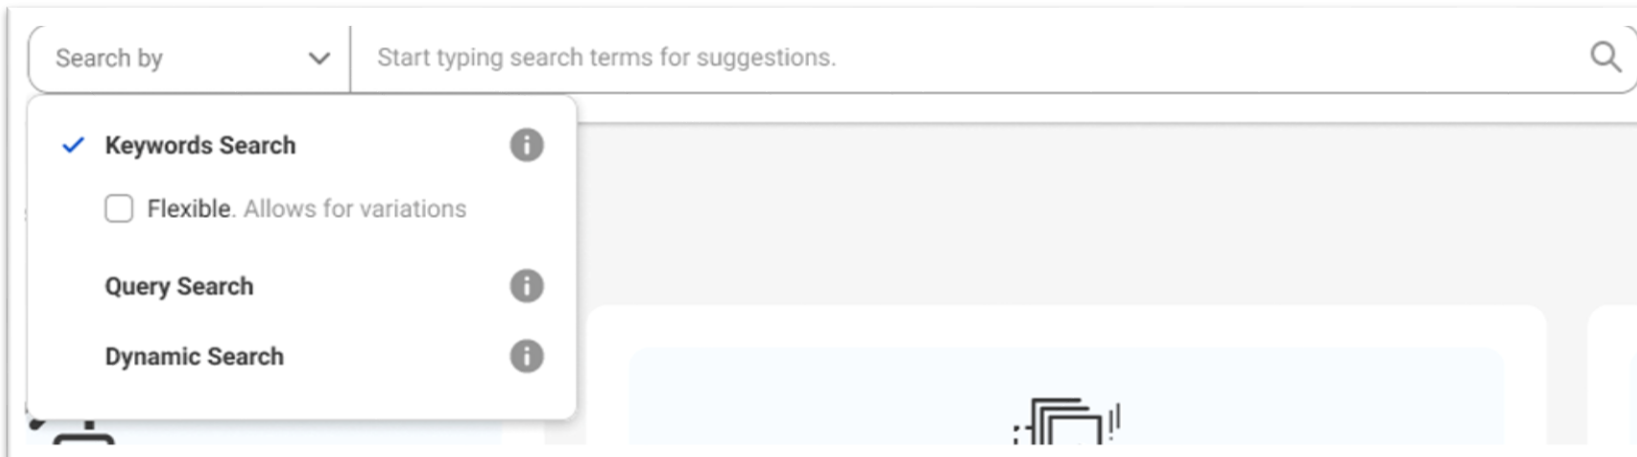 Search by
Start typing search terms for suggestions.
Keywords Search
Flexible. Allows for variations
Query Search
Dynamic Search